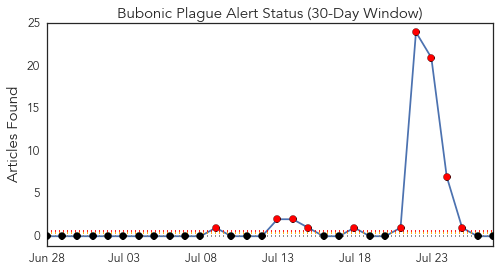 Bubonic Plague Alert Status (30-Day Window)
Articles Found
25
20
15
10
5
0
Jun 28 Jul 03 Jul 08 Jul 13 Jul 18 Jul 23